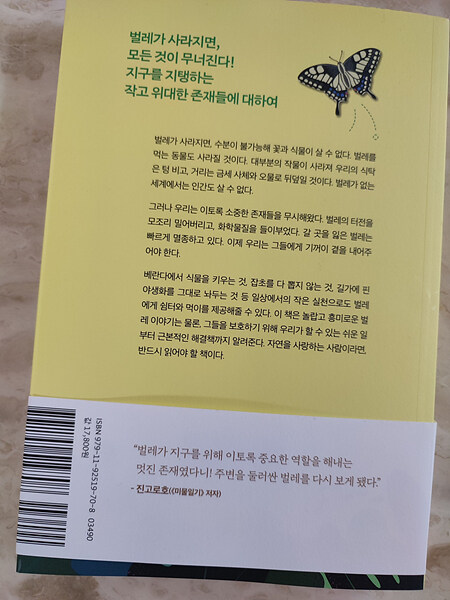 벌레가 사라지면,
모든 것이 무너진다!
지구를 지탱하는
작고 위대한 존재들에 대하여
벌레가 사라지면, 수분이 불가능해 꽃과 식물이 살 수 없다. 벌레를
먹는 동물도 사라질 것이다. 대부분의 작물이 사라져 우리의 식탁
은 텅 비고, 거리는 금세 사체와 오물로 뒤덮일 것이다. 벌레가 없는
세계에서는 인간도 살 수 없다.
그러나 우리는 이토록 소중한 존재들을 무시해왔다. 벌레의 터전을
모조리 밀어버리고, 화학물질을 들이부었다. 갈 곳을 잃은 벌레는
빠르게 멸종하고 있다. 이제 우리는 그들에게 기꺼이 곁을 내어주
어야 한다.
베란다에서 식물을 키우는 것, 잡초를 다 뽑지 않는 것, 길가에 핀
야생화를 그대로 놔두는 것 등 일상에서의 작은 실천으로도 벌레
에게 쉼터와 먹이를 제공해줄 수 있다. 이 책은 놀랍고 흥미로운 벌
레 이야기는 물론, 그들을 보호하기 위해 우리가 할 수 있는 쉬운 일
부터 근본적인 해결책까지 알려준다. 자연을 사랑하는 사람이라면,
반드시 읽어야 할 책이다.
ISBN 979-11-92519-70-8 03490
값 17,800원
“벌레가 지구를 위해 이토록 중요한 역할을 해내는
멋진 존재였다니! 주변을 둘러싼 벌레를 다시 보게 됐다.”
- 진고로호(《미물일기》 저자)